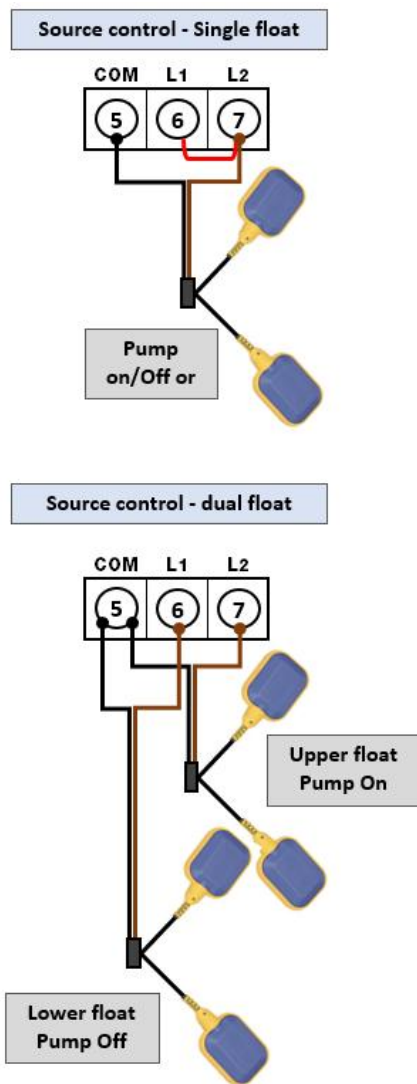 Source control - Single float
COM L1 L2
5 6 7
Pump
on/Off or
Source control - dual float
COM L1 L2
5 6 7
Upper float
Pump On
Lower float
Pump Off